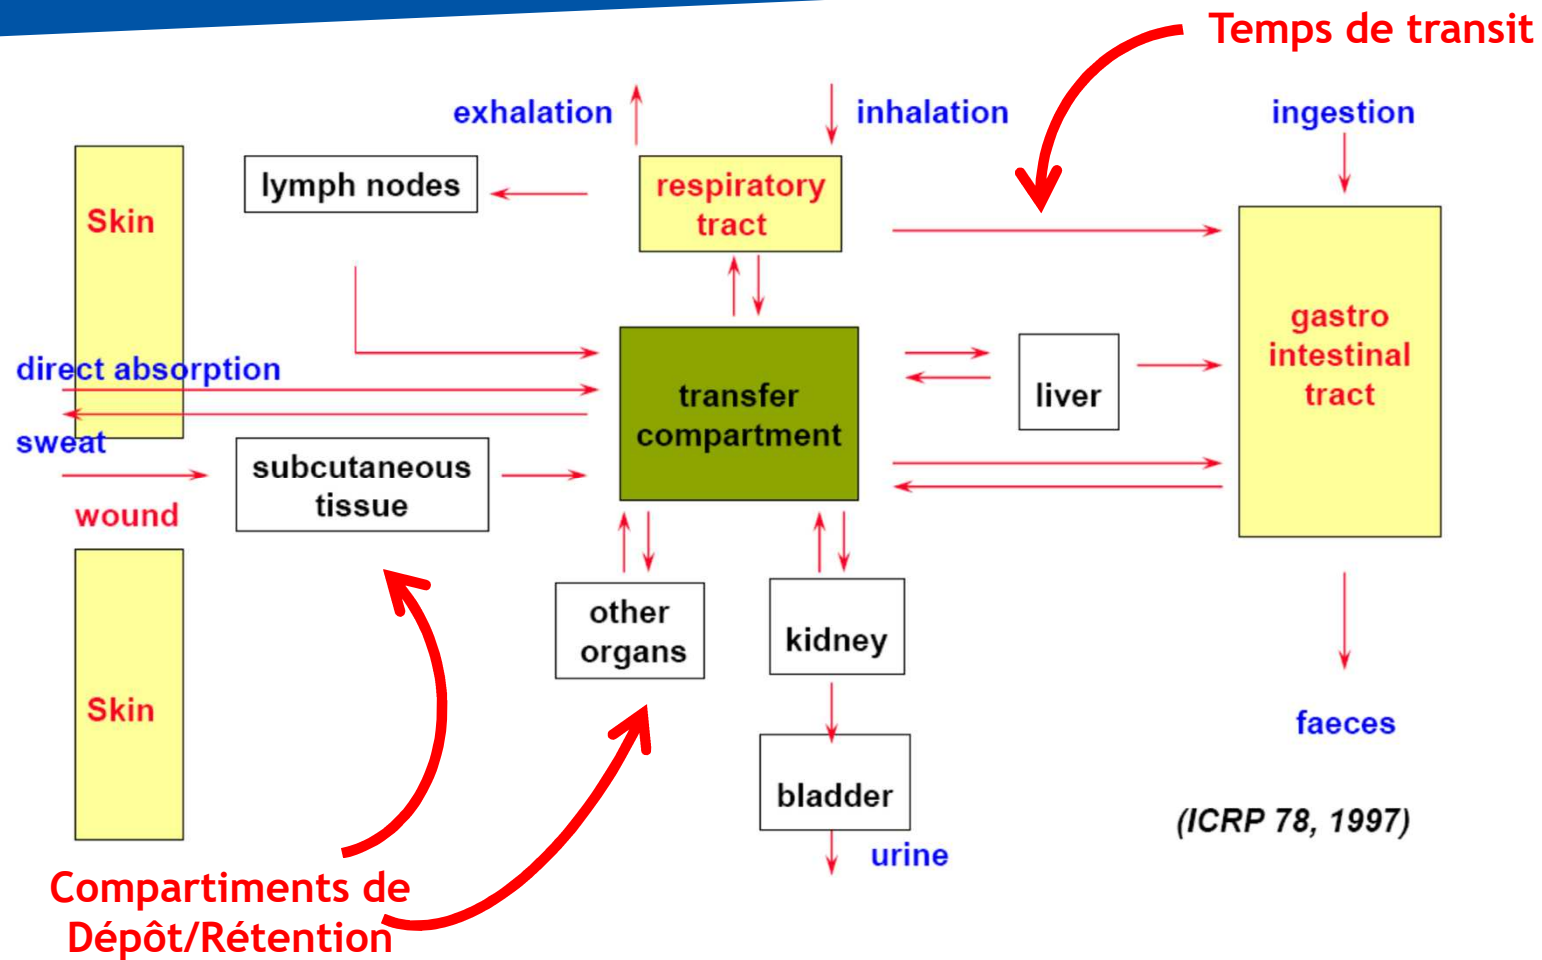 Temps de transit
exhalation
inhalation
ingestion
lymph nodes
respiratory
tract
Skin
gastro
intestinal
tract
direct absorption
transfer
compartment
liver
sweat
subcutaneous
tissue
wound
other
organs
kidney
Skin
faeces
bladder
(ICRP 78, 1997)
urine
Compartiments de
Dépôt/Rétention